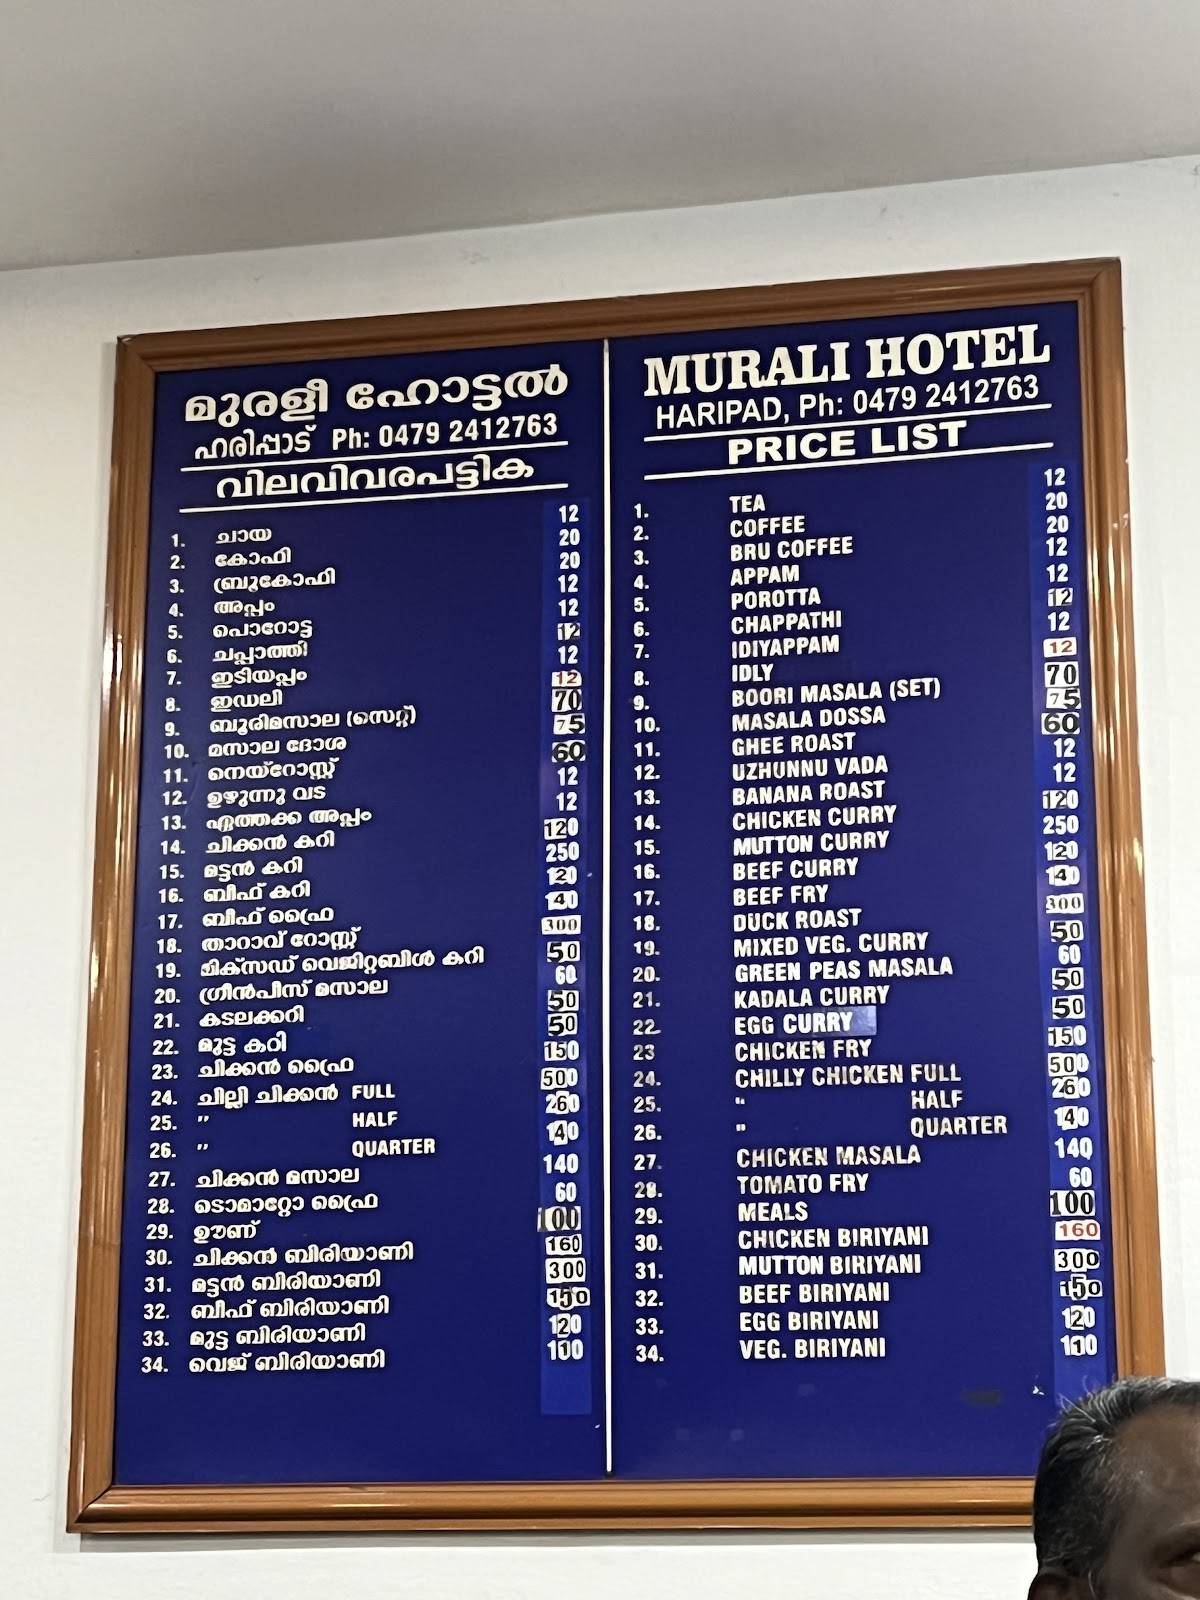 മുരളീ ഹോട്ടൽ
ഹരിപ്പാട് Ph: 0479 2412763
വിലവിവരപട്ടിക
1. ചായ 12
2. കോഫി 20
3. ബ്രൂകോഫി 20
4. അപ്പം 12
5. പൊറോട്ട 12
6. ചപ്പാത്തി 12
7. ഇടിയപ്പം 12
8. ഇഡലി 12
9. ബൂരിമസാല (സെറ്റ്) 70
10. മസാല ദോശ 75
11. നെയ്റോസ്റ്റ് 60
12. ഉഴുന്നു വട 12
13. ഏത്തക്ക അപ്പം 12
14. ചിക്കൻ കറി 120
15. മട്ടൻ കറി 250
16. ബീഫ് കറി 120
17. ബീഫ് ഫ്രൈ 140
18. താറാവ് റോസ്റ്റ് 300
19. മിക്സഡ് വെജിറ്റബിൾ കറി 50
20. ഗ്രീൻപീസ് മസാല 60
21. കടലക്കറി 50
22. മുട്ട കറി 50
23. ചിക്കൻ ഫ്രൈ 150
24. ചില്ലി ചിക്കൻ FULL 500
25. ,, HALF 260
26. ,, QUARTER 140
27. ചിക്കൻ മസാല 140
28. ടൊമാറ്റോ ഫ്രൈ 60
29. ഊണ് 100
30. ചിക്കൻ ബിരിയാണി 160
31. മട്ടൻ ബിരിയാണി 300
32. ബീഫ് ബിരിയാണി 150
33. മുട്ട ബിരിയാണി 120
34. വെജ് ബിരിയാണി 100
MURALI HOTEL
HARIPAD, Ph: 0479 2412763
PRICE LIST
1. TEA 12
2. COFFEE 20
3. BRU COFFEE 20
4. APPAM 12
5. POROTTA 12
6. CHAPPATHI 12
7. IDIYAPPAM 12
8. IDLY 12
9. BOORI MASALA (SET) 70
10. MASALA DOSSA 75
11. GHEE ROAST 60
12. UZHUNNU VADA 12
13. BANANA ROAST 12
14. CHICKEN CURRY 120
15. MUTTON CURRY 250
16. BEEF CURRY 120
17. BEEF FRY 140
18. DUCK ROAST 300
19. MIXED VEG. CURRY 50
20. GREEN PEAS MASALA 60
21. KADALA CURRY 50
22 EGG CURRY 50
23 CHICKEN FRY 150
24. CHILLY CHICKEN FULL 500
25. " HALF 260
26. " QUARTER 140
27. CHICKEN MASALA 140
28. TOMATO FRY 60
29. MEALS 100
30. CHICKEN BIRIYANI 160
31. MUTTON BIRIYANI 300
32. BEEF BIRIYANI 150
33. EGG BIRIYANI 120
34. VEG. BIRIYANI 100